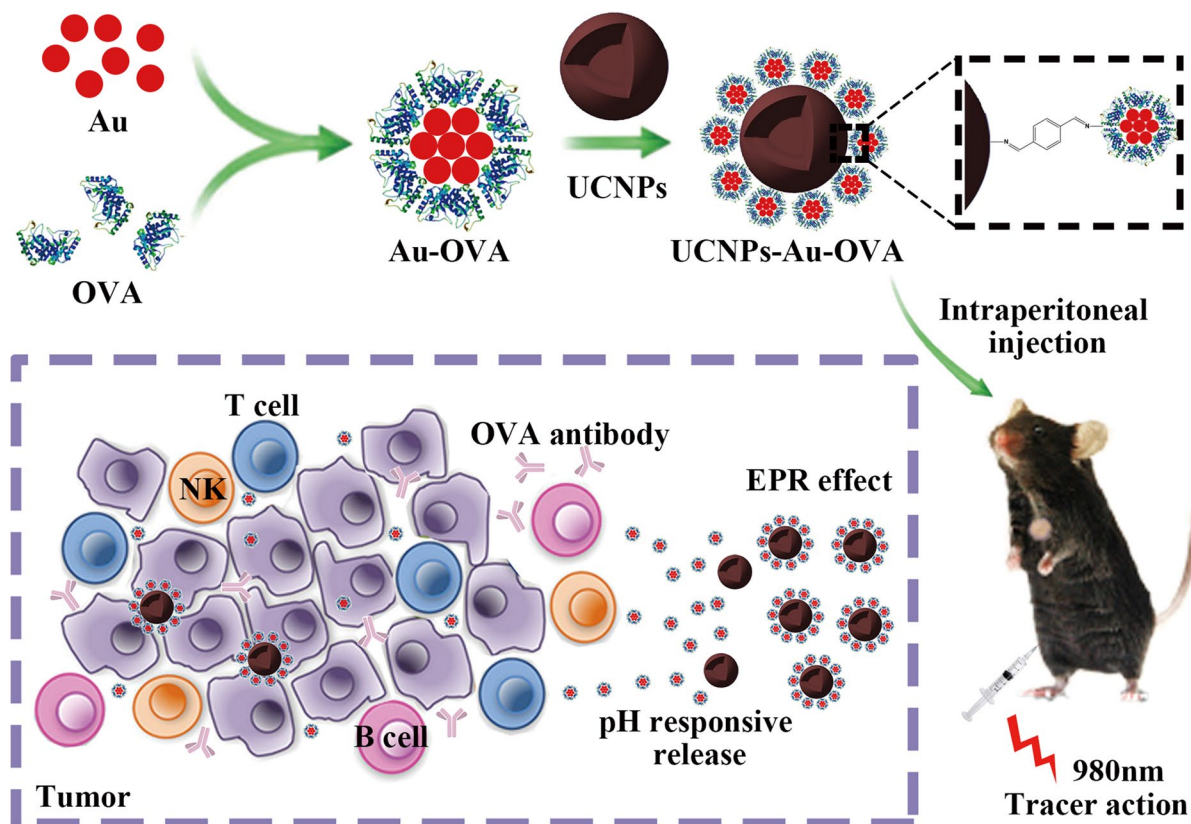 Au
OVA
Au-OVA
UCNPs
UCNPs-Au-OVA
N
N
Intraperitoneal
injection
T cell
OVA antibody
NK
EPR effect
B cell
pH responsive
release
Tumor
980nm
Tracer action